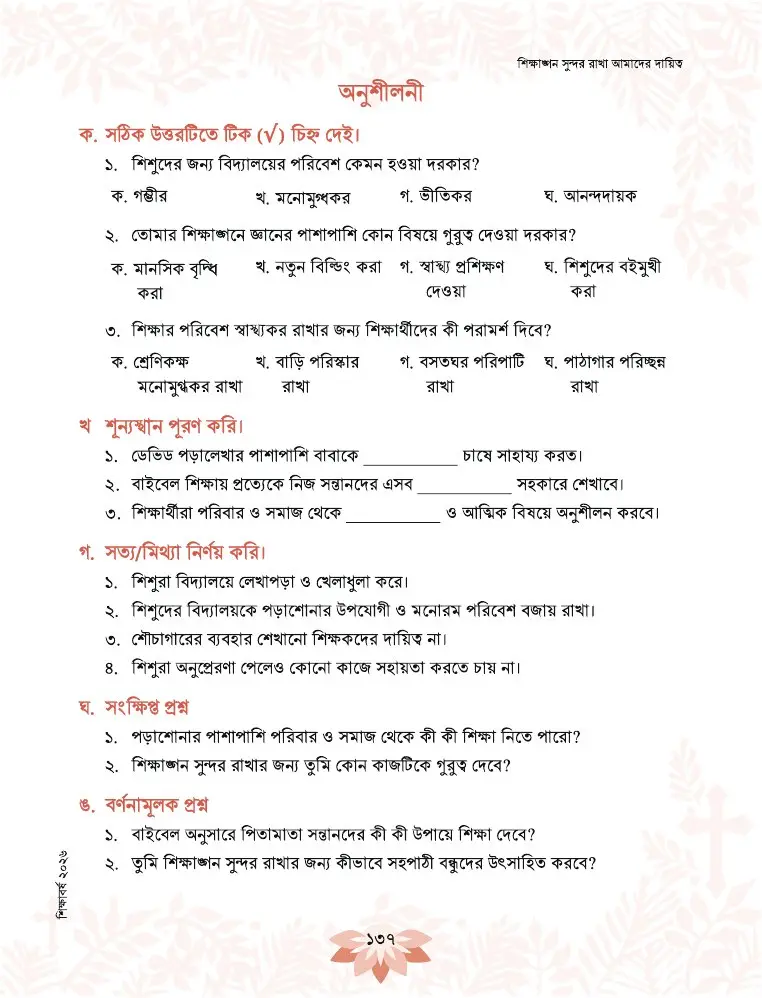 শিক্ষাঙ্গন সুন্দর রাখা আমাদের দায়িত্ব
অনুশীলনী
ক. সঠিক উত্তরটিতে টিক (√) চিহ্ন দেই।
১. শিশুদের জন্য বিদ্যালয়ের পরিবেশ কেমন হওয়া দরকার?
ক. গম্ভীর খ. মনোমুগ্ধকর গ. ভীতিকর ঘ. আনন্দদায়ক
২. তোমার শিক্ষাঙ্গনে জ্ঞানের পাশাপাশি কোন বিষয়ে গুরুত্ব দেওয়া দরকার?
ক. মানসিক বৃদ্ধি খ. নতুন বিল্ডিং করা গ. স্বাস্থ্য প্রশিক্ষণ ঘ. শিশুদের বইমুখী
করা দেওয়া করা
৩. শিক্ষার পরিবেশ স্বাস্থ্যকর রাখার জন্য শিক্ষার্থীদের কী পরামর্শ দিবে?
ক. শ্রেণিকক্ষ খ. বাড়ি পরিস্কার গ. বসতঘর পরিপাটি ঘ. পাঠাগার পরিচ্ছন্ন
মনোমুগ্ধকর রাখা রাখা রাখা রাখা
খ শূন্যস্থান পূরণ করি।
১. ডেভিড পড়ালেখার পাশাপাশি বাবাকে ___________ চাষে সাহায্য করত।
২. বাইবেল শিক্ষায় প্রত্যেকে নিজ সন্তানদের এসব ___________ সহকারে শেখাবে।
৩. শিক্ষার্থীরা পরিবার ও সমাজ থেকে ___________ ও আত্মিক বিষয়ে অনুশীলন করবে।
গ. সত্য/মিথ্যা নির্ণয় করি।
১. শিশুরা বিদ্যালয়ে লেখাপড়া ও খেলাধুলা করে।
২. শিশুদের বিদ্যালয়কে পড়াশোনার উপযোগী ও মনোরম পরিবেশ বজায় রাখা।
৩. শৌচাগারের ব্যবহার শেখানো শিক্ষকদের দায়িত্ব না।
৪. শিশুরা অনুপ্রেরণা পেলেও কোনো কাজে সহায়তা করতে চায় না।
ঘ. সংক্ষিপ্ত প্রশ্ন
১. পড়াশোনার পাশাপাশি পরিবার ও সমাজ থেকে কী কী শিক্ষা নিতে পারো?
২. শিক্ষাঙ্গন সুন্দর রাখার জন্য তুমি কোন কাজটিকে গুরুত্ব দেবে?
ঙ. বর্ণনামূলক প্রশ্ন
১. বাইবেল অনুসারে পিতামাতা সন্তানদের কী কী উপায়ে শিক্ষা দেবে?
২. তুমি শিক্ষাঙ্গন সুন্দর রাখার জন্য কীভাবে সহপাঠী বন্ধুদের উৎসাহিত করবে?
শিক্ষাবর্ষ ২০২৬
১৩৭